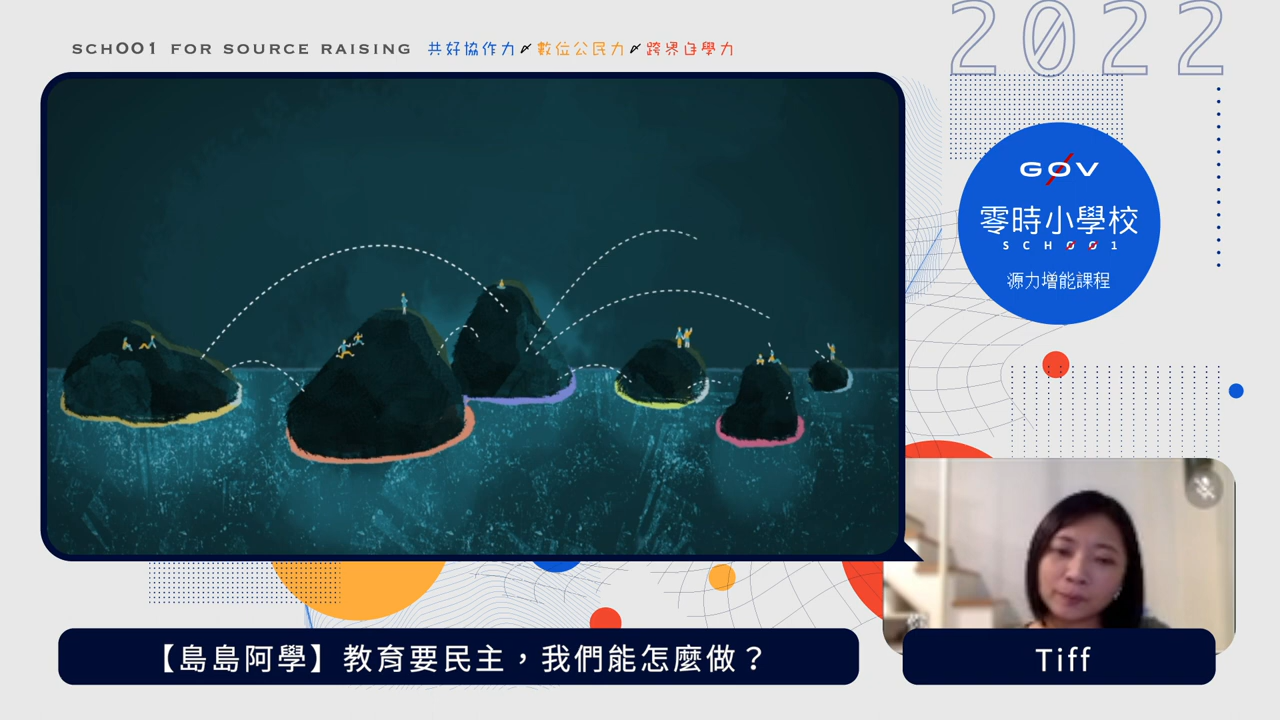 SCHOO1 FOR SOURCE RAISING 共好協作力 數位公民力 跨界自學力
2022
G0V
零時小學校
SCH001
源力增能課程
【島島阿學】教育要民主，我們能怎麼做？
Tiff